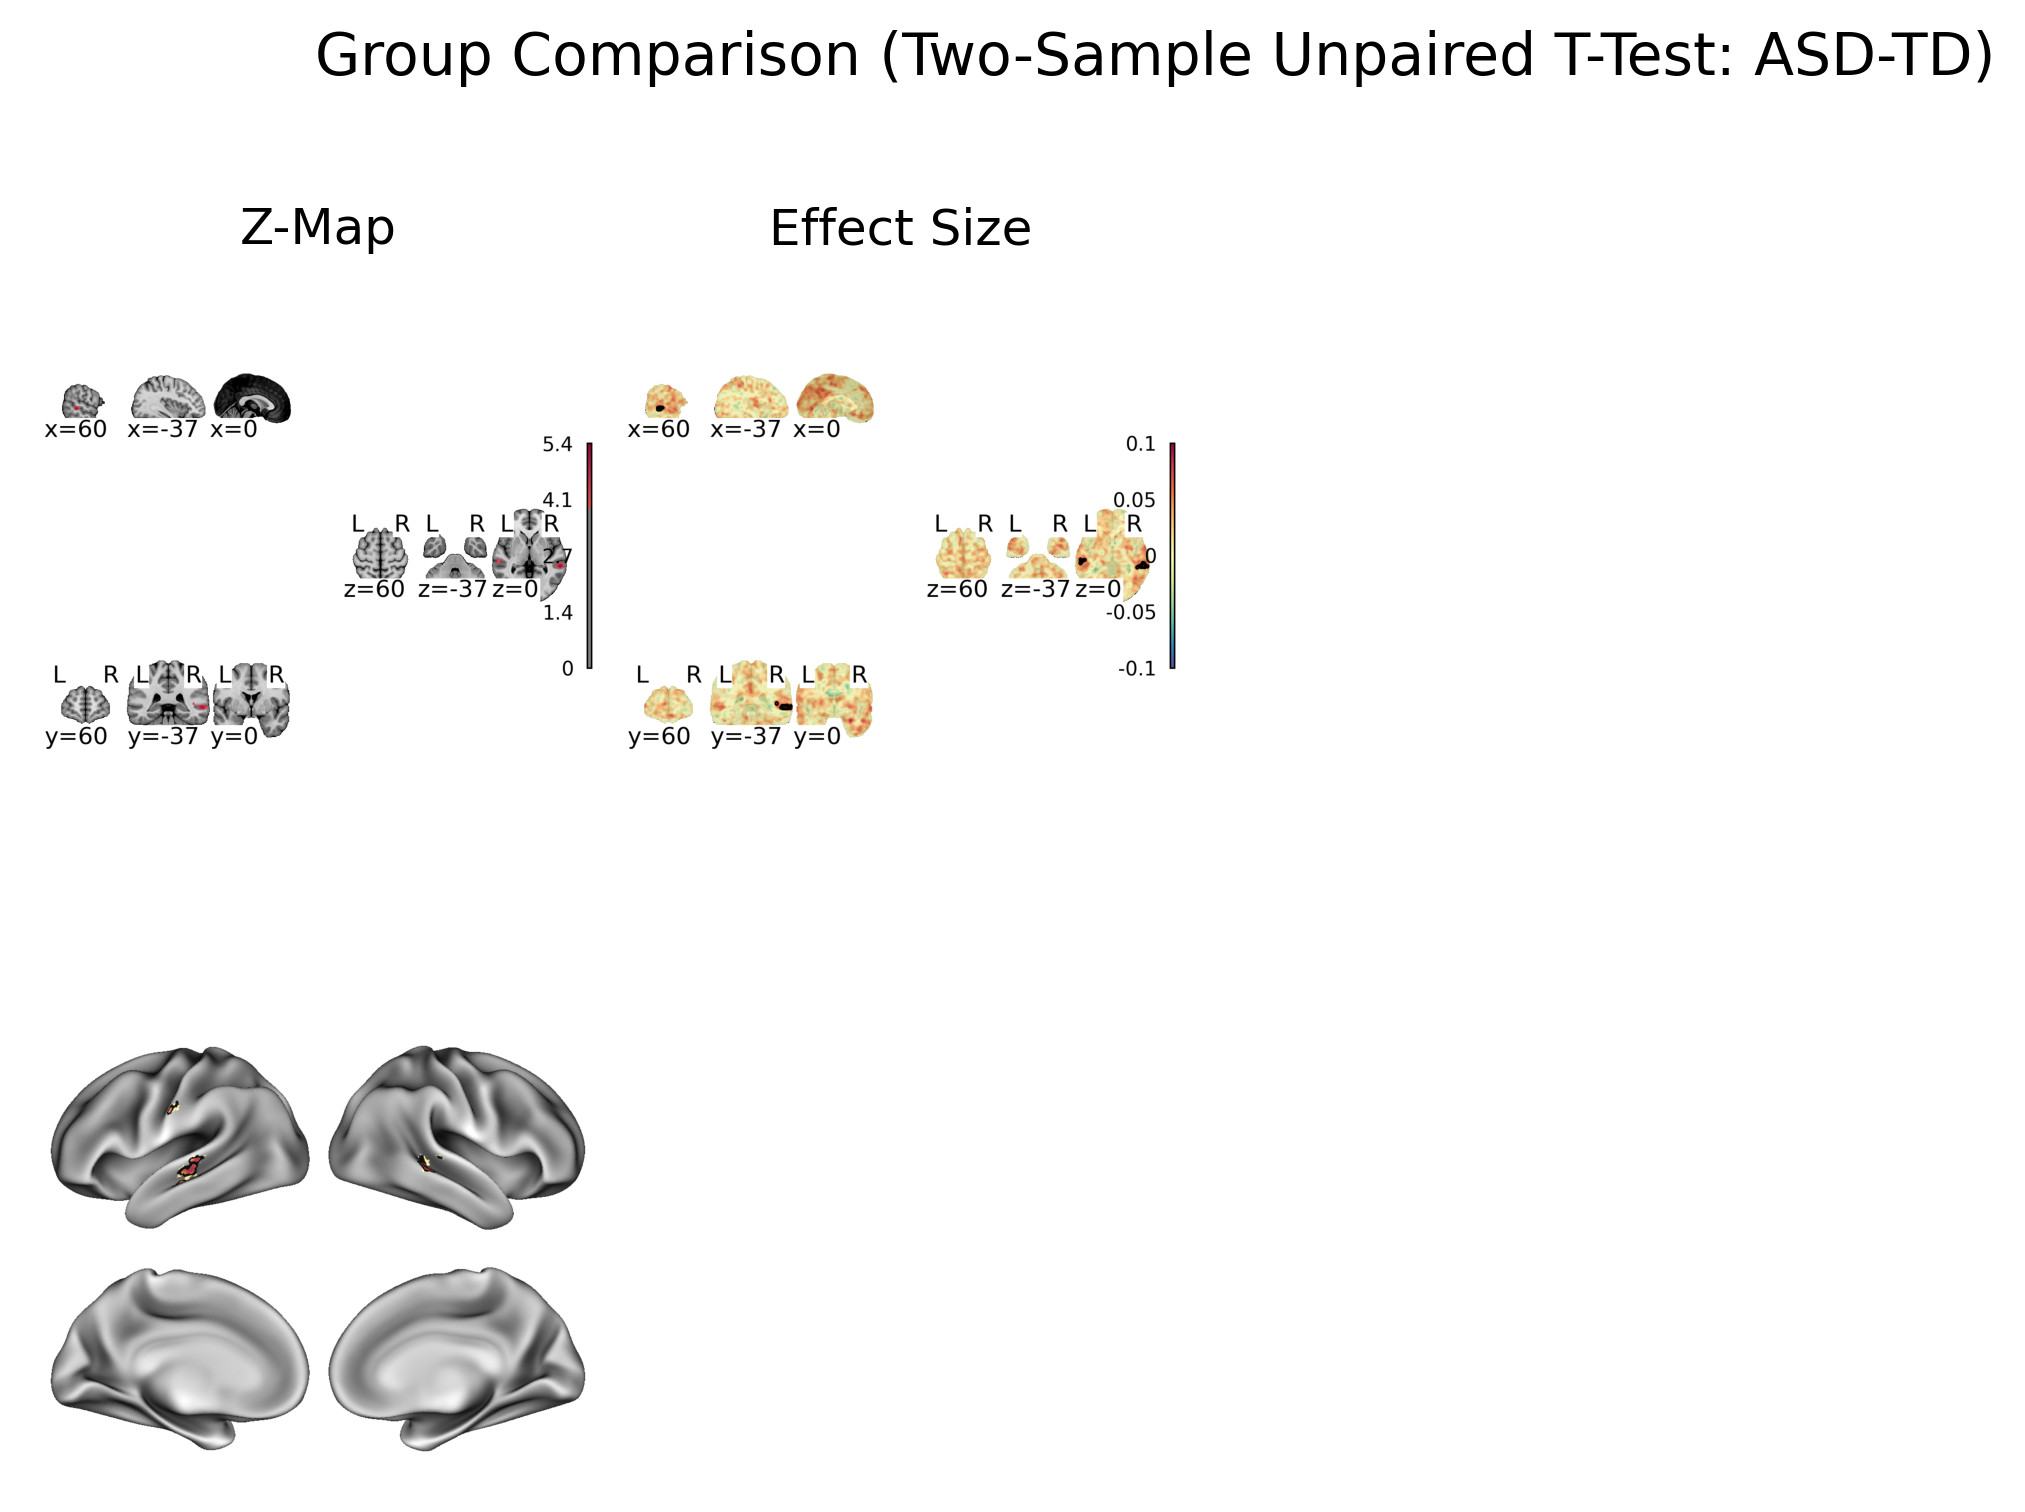 Group Comparison (Two-Sample Unpaired T-Test: ASD-TD)
Z-Map
Effect Size
x=60 x=-37 x=0
L R L R L R
z=60 z=-37 z=0
5.4
4.1
2.7
1.4
0
L R L R L R
y=60 y=-37 y=0
x=60 x=-37 x=0
L R L R L R
z=60 z=-37 z=0
0.1
0.05
0
-0.05
-0.1
L R L R L R
y=60 y=-37 y=0